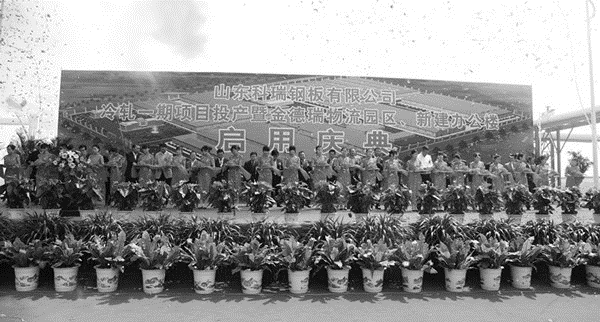 山东科瑞钢板有限公司
冷轧一期项目投产暨金德瑞物流园区、新建办公楼
启用庆典